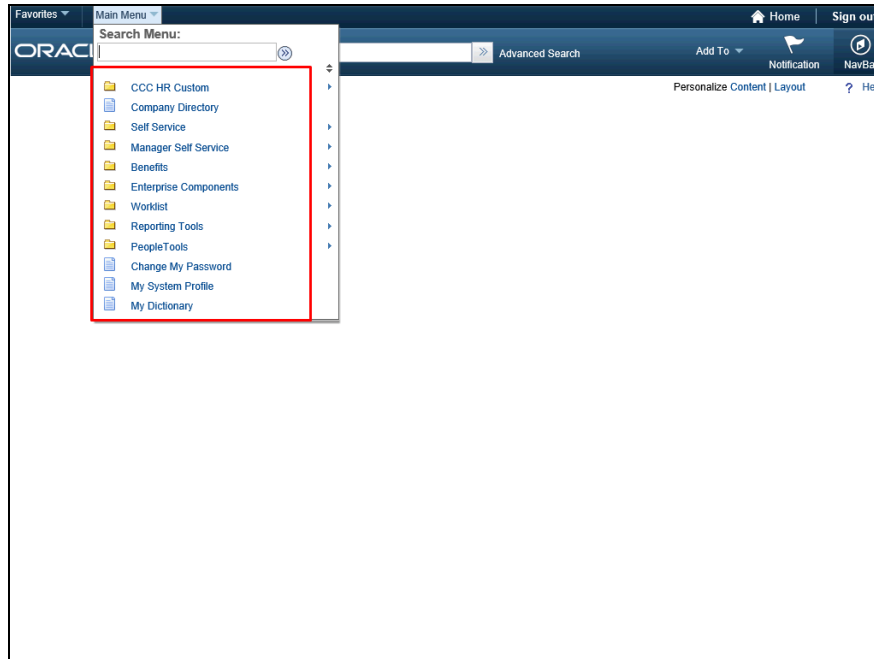 Favorites Main Menu Home Sign out
Search Menu:
ORACL Advanced Search Add To Notification NavBa
Personalize Content | Layout ? He
CCC HR Custom
Company Directory
Self Service
Manager Self Service
Benefits
Enterprise Components
Worklist
Reporting Tools
PeopleTools
Change My Password
My System Profile
My Dictionary